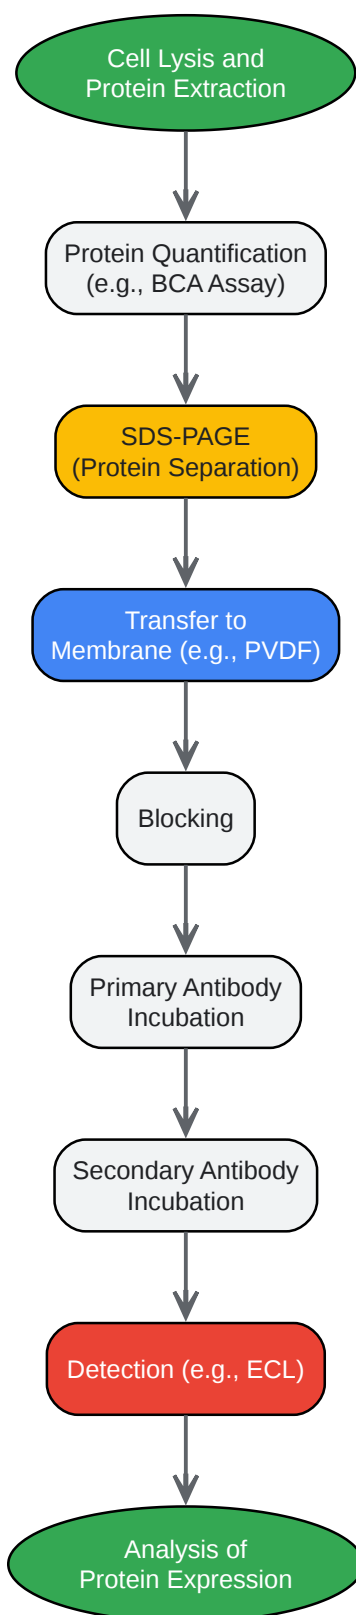 Cell Lysis and
Protein Extraction
Protein Quantification
(e.g., BCA Assay)
SDS-PAGE
(Protein Separation)
Transfer to
Membrane (e.g., PVDF)
Blocking
Primary Antibody
Incubation
Secondary Antibody
Incubation
Detection (e.g., ECL)
Analysis of
Protein Expression